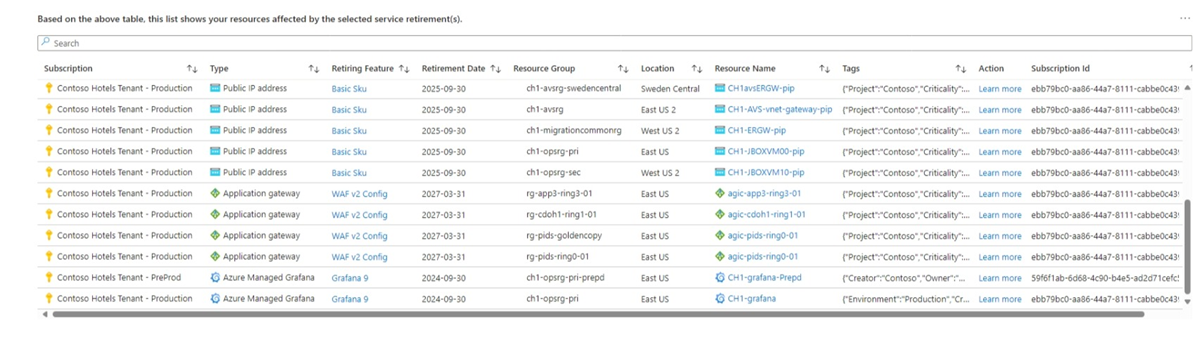 Based on the above table, this list shows your resources affected by the selected service retirement(s).
Search
Subscription Type Retiring Feature Retirement Date Resource Group Location Resource Name Tags Action Subscription Id
Contoso Hotels Tenant - Production Public IP address Basic Sku 2025-09-30 ch1-avsrg-swedencentral Sweden Central CH1avsERGW-pip {"Project":"Contoso","Criticality":... Learn more ebb79bc0-aa86-44a7-8111-cabbe0c439
Contoso Hotels Tenant - Production Public IP address Basic Sku 2025-09-30 ch1-avsrg East US 2 CH1-AVS-vnet-gateway-pip {"Project":"Contoso","Criticality":... Learn more ebb79bc0-aa86-44a7-8111-cabbe0c439
Contoso Hotels Tenant - Production Public IP address Basic Sku 2025-09-30 ch1-migrationcommonrg West US 2 CH1-ERGW-pip {"Project":"Contoso","Criticality":... Learn more ebb79bc0-aa86-44a7-8111-cabbe0c439
Contoso Hotels Tenant - Production Public IP address Basic Sku 2025-09-30 ch1-opsrg-pri East US CH1-JBOXVM00-pip {"Project":"Contoso","Criticality":... Learn more ebb79bc0-aa86-44a7-8111-cabbe0c439
Contoso Hotels Tenant - Production Public IP address Basic Sku 2025-09-30 ch1-opsrg-sec West US 2 CH1-JBOXVM10-pip {"Project":"Contoso","Criticality":... Learn more ebb79bc0-aa86-44a7-8111-cabbe0c439
Contoso Hotels Tenant - Production Application gateway WAF v2 Config 2027-03-31 rg-app3-ring3-01 East US agic-app3-ring3-01 {"Project":"Contoso","Criticality":... Learn more ebb79bc0-aa86-44a7-8111-cabbe0c439
Contoso Hotels Tenant - Production Application gateway WAF v2 Config 2027-03-31 rg-cdoh1-ring1-01 East US agic-cdoh1-ring1-01 {"Project":"Contoso","Criticality":... Learn more ebb79bc0-aa86-44a7-8111-cabbe0c439
Contoso Hotels Tenant - Production Application gateway WAF v2 Config 2027-03-31 rg-pids-goldencopy East US agic-pids-ring0-01 {"Project":"Contoso","Criticality":... Learn more ebb79bc0-aa86-44a7-8111-cabbe0c439
Contoso Hotels Tenant - Production Application gateway WAF v2 Config 2027-03-31 rg-pids-ring0-01 East US agic-pids-ring0-01 {"Project":"Contoso","Criticality":... Learn more ebb79bc0-aa86-44a7-8111-cabbe0c439
Contoso Hotels Tenant - PreProd Azure Managed Grafana Grafana 9 2024-09-30 ch1-opsrg-pri-prepd East US CH1-grafana-Prepd {"Creator":"Contoso","Owner":"... Learn more 59f6f1ab-6d68-4c90-b4e5-ad2d71cefc
Contoso Hotels Tenant - Production Azure Managed Grafana Grafana 9 2024-09-30 ch1-opsrg-pri East US CH1-grafana {"Environment":"Production","Cr... Learn more ebb79bc0-aa86-44a7-8111-cabbe0c439